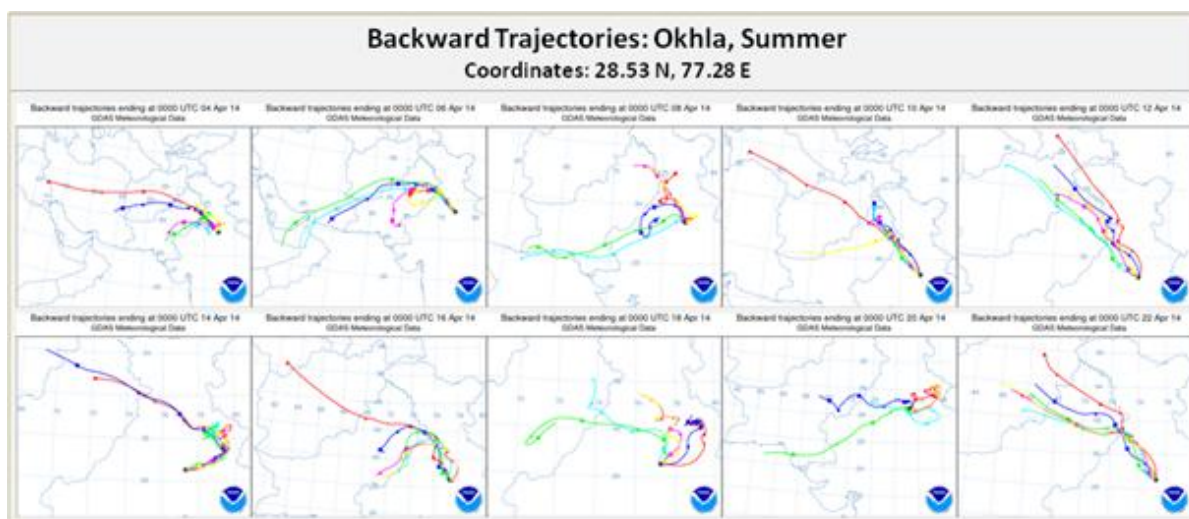 Backward Trajectories: Okhla, Summer
Coordinates: 28.53 N, 77.28 E
Backward trajectories ending at 0000 UTC 04 Apr 14
GDAS Meteorological Data
Backward trajectories ending at 0000 UTC 06 Apr 14
GDAS Meteorological Data
Backward trajectories ending at 0000 UTC 08 Apr 14
GDAS Meteorological Data
Backward trajectories ending at 0000 UTC 10 Apr 14
GDAS Meteorological Data
Backward trajectories ending at 0000 UTC 12 Apr 14
GDAS Meteorological Data
Backward trajectories ending at 0000 UTC 14 Apr 14
GDAS Meteorological Data
Backward trajectories ending at 0000 UTC 16 Apr 14
GDAS Meteorological Data
Backward trajectories ending at 0000 UTC 18 Apr 14
GDAS Meteorological Data
Backward trajectories ending at 0000 UTC 20 Apr 14
GDAS Meteorological Data
Backward trajectories ending at 0000 UTC 22 Apr 14
GDAS Meteorological Data